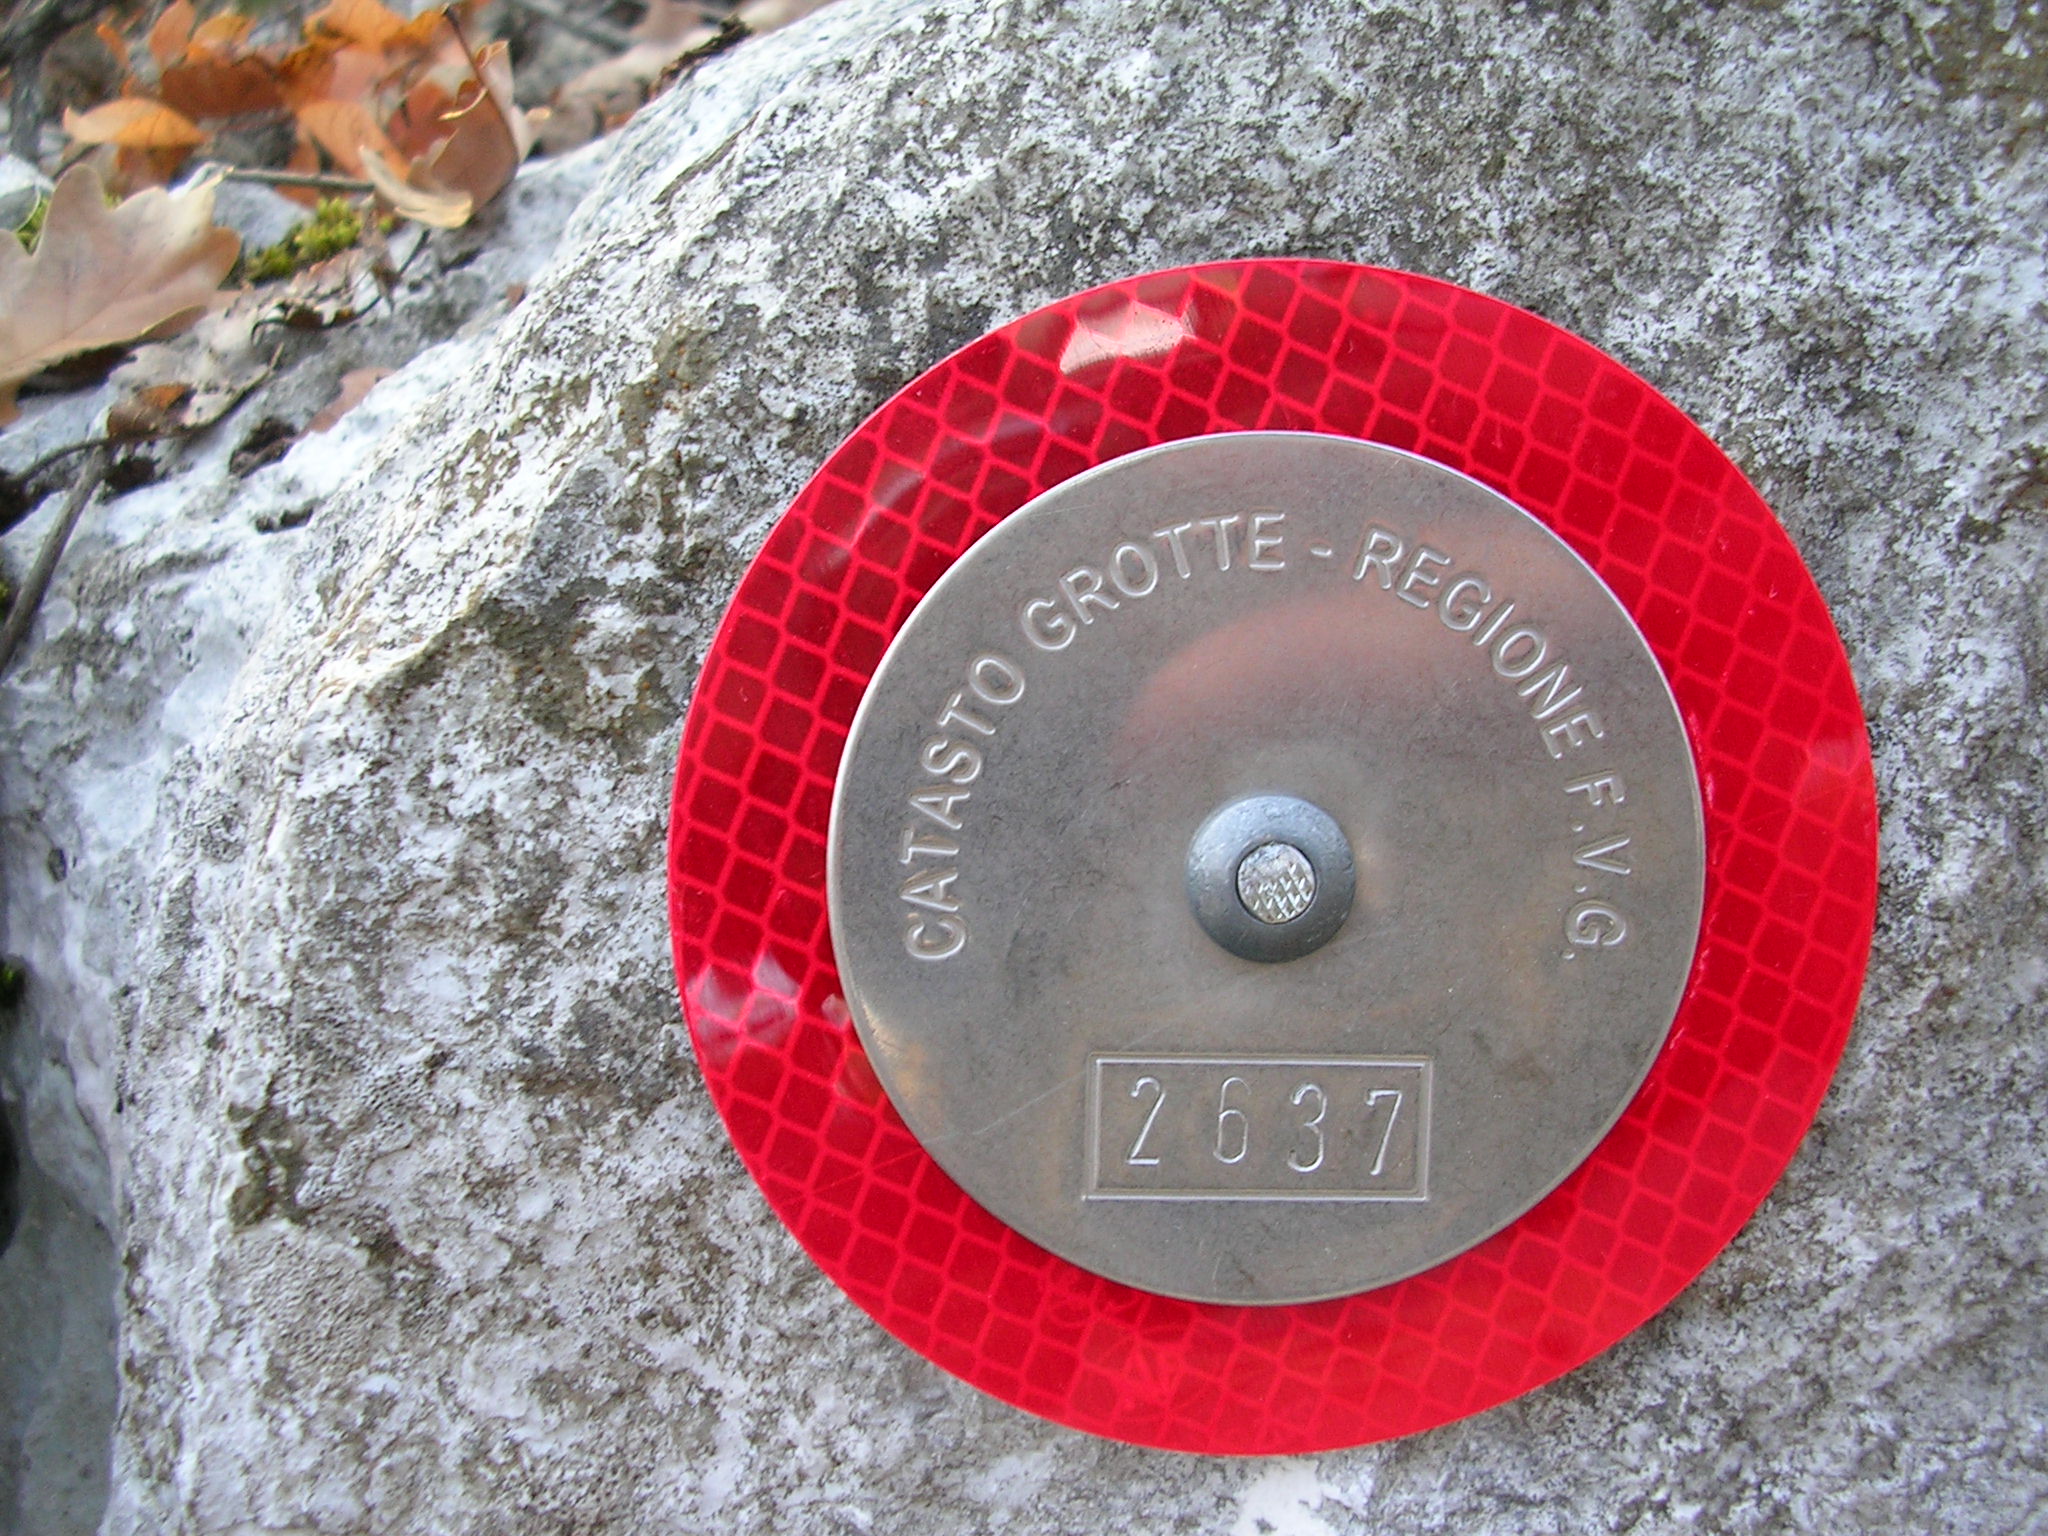 CATASTO GROTTE - REGIONE F.V.G.
2637